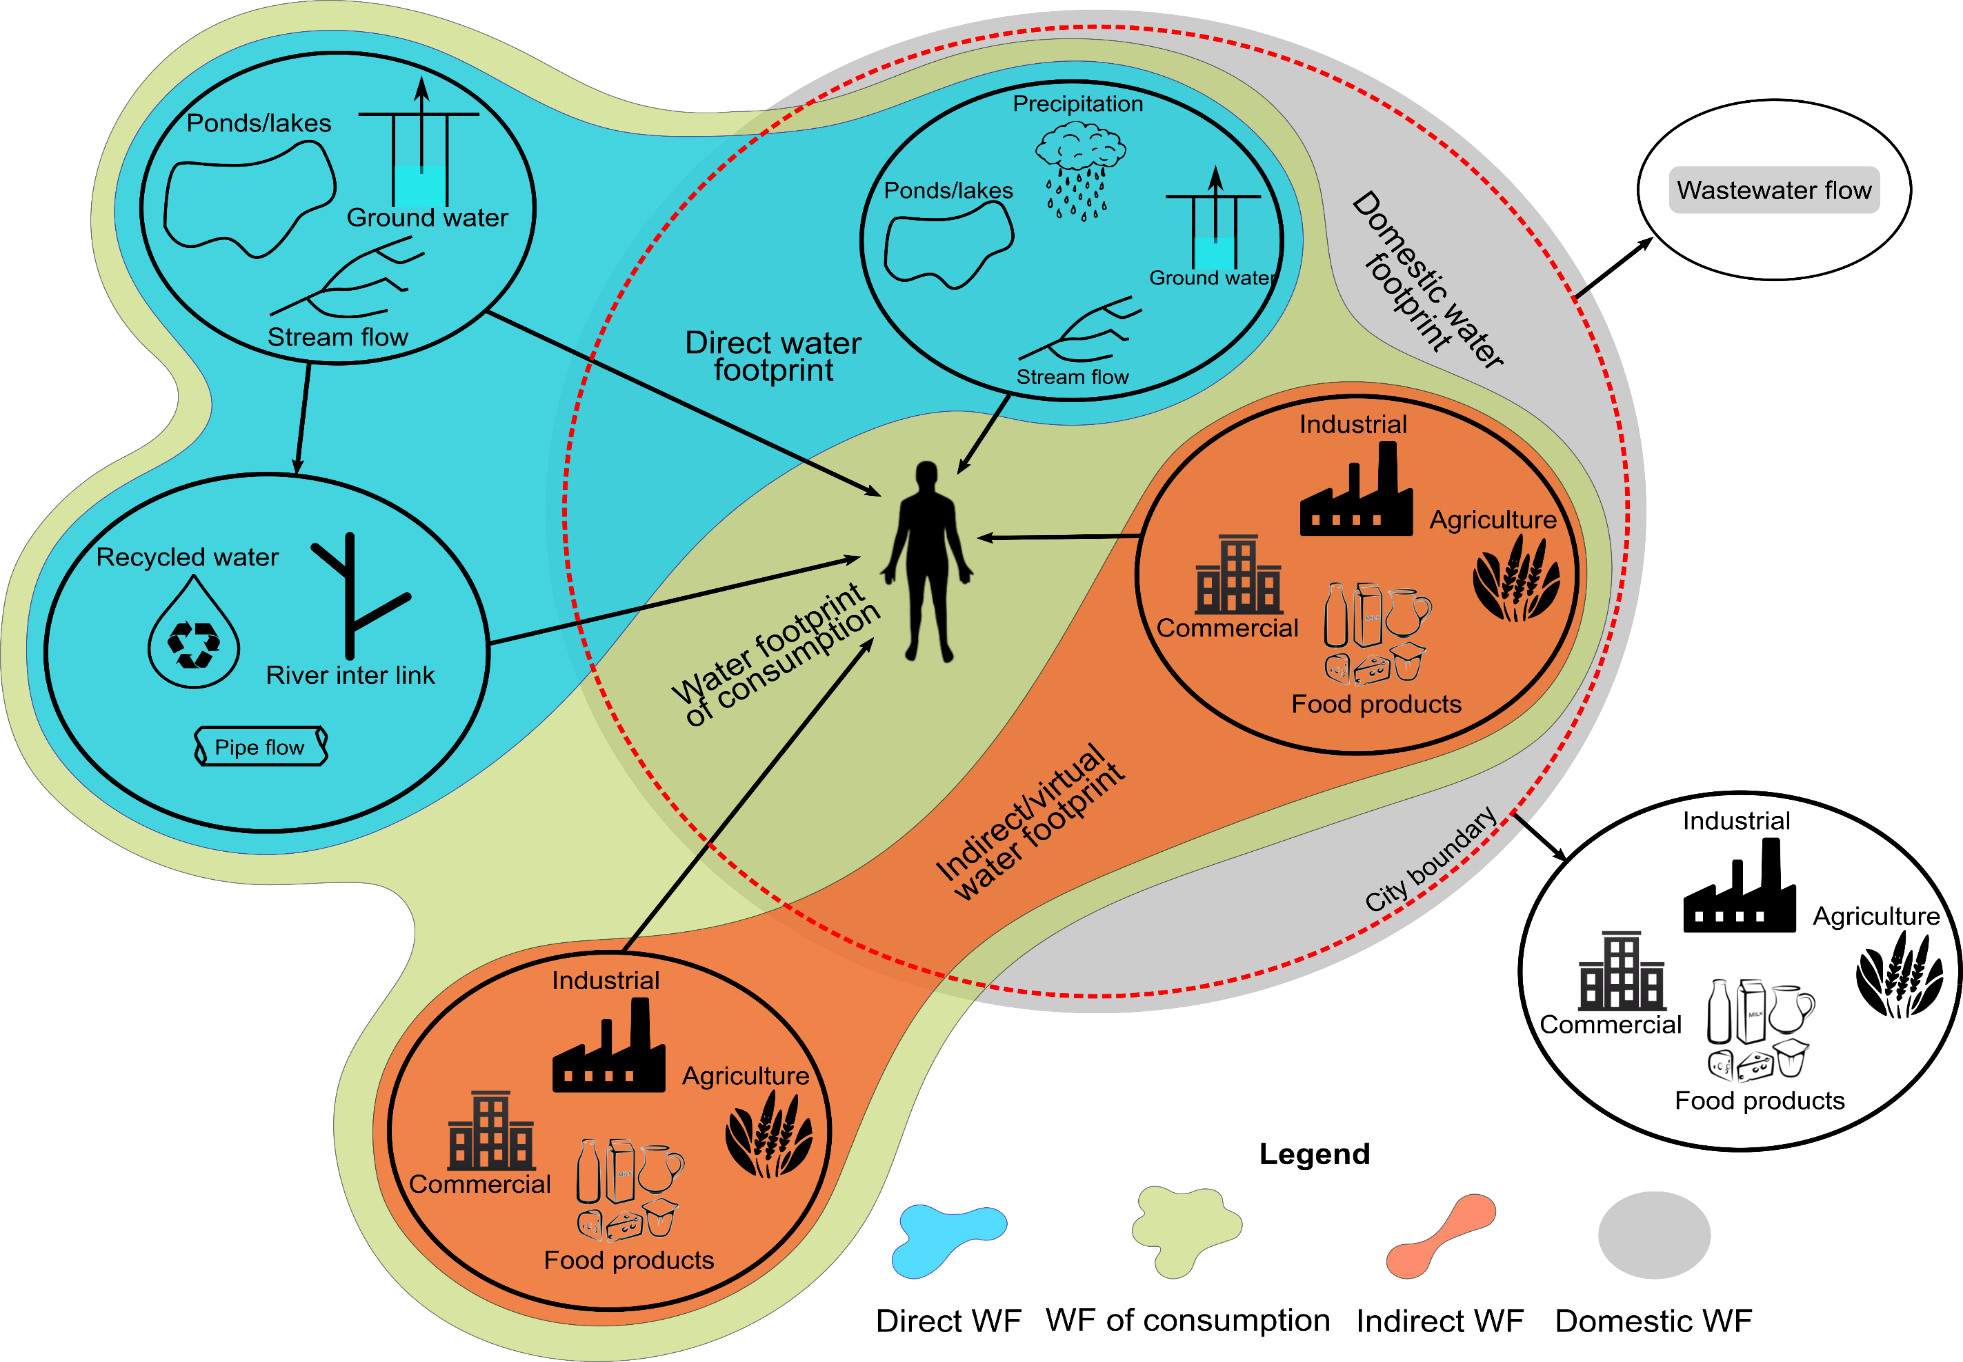 Ponds/lakes
Ground water
Stream flow
Precipitation
Ponds/lakes
Ground water
Stream flow
Wastewater flow
Domestic water
footprint
Direct water
footprint
Industrial
Agriculture
Commercial
Food products
Recycled water
River inter link
Pipe flow
Water footprint
of consumption
Indirect/virtual
water footprint
City boundary
Industrial
Agriculture
Commercial
MILK
Food products
Industrial
Agriculture
Commercial
Food products
Legend
Direct WF
WF of consumption
Indirect WF
Domestic WF